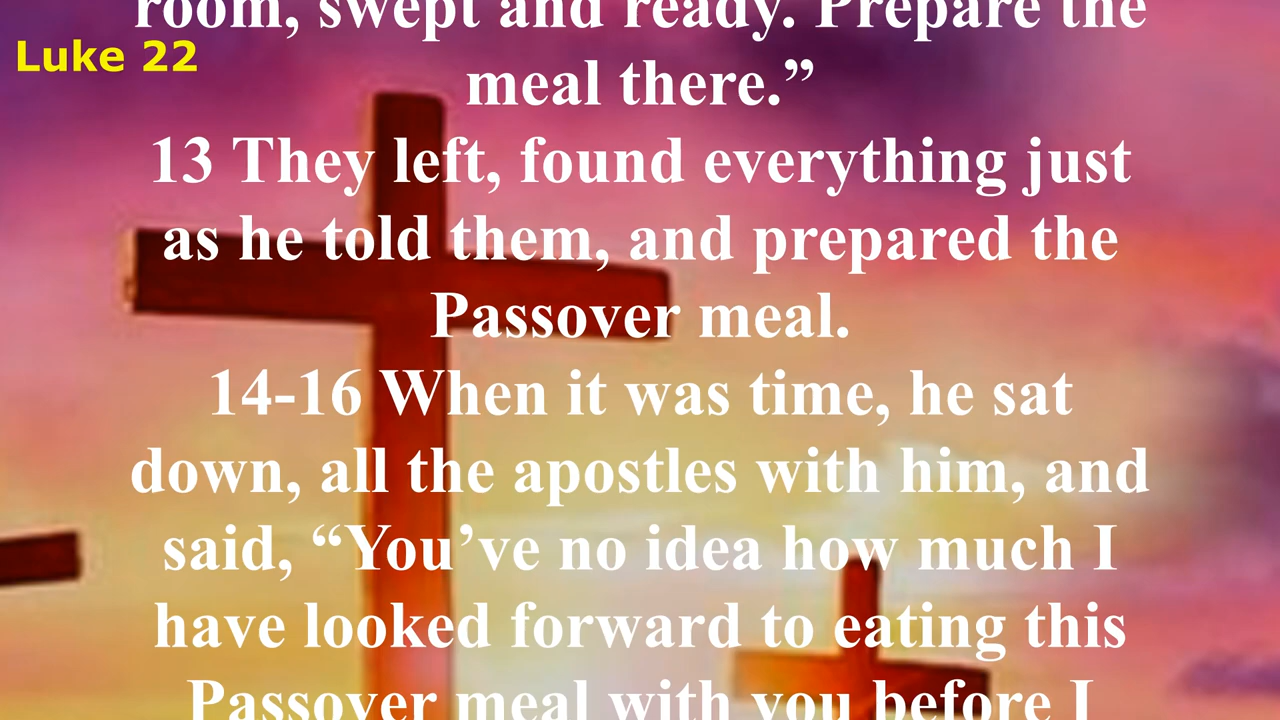 room, swept and ready. Prepare the
Luke 22
meal there.”
13 They left, found everything just
as he told them, and prepared the
Passover meal.
14-16 When it was time, he sat
down, all the apostles with him, and
said, “You’ve no idea how much I
have looked forward to eating this
Passover meal with you before I